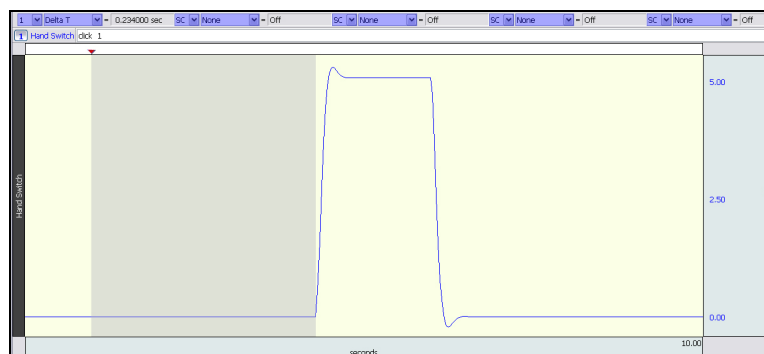 1 Delta T = 0.234000 sec SC None = Off SC None = Off SC None = Off SC None = Off
1 Hand Switch click 1
Hand Switch
5.00
2.50
0.00
10.00
seconds